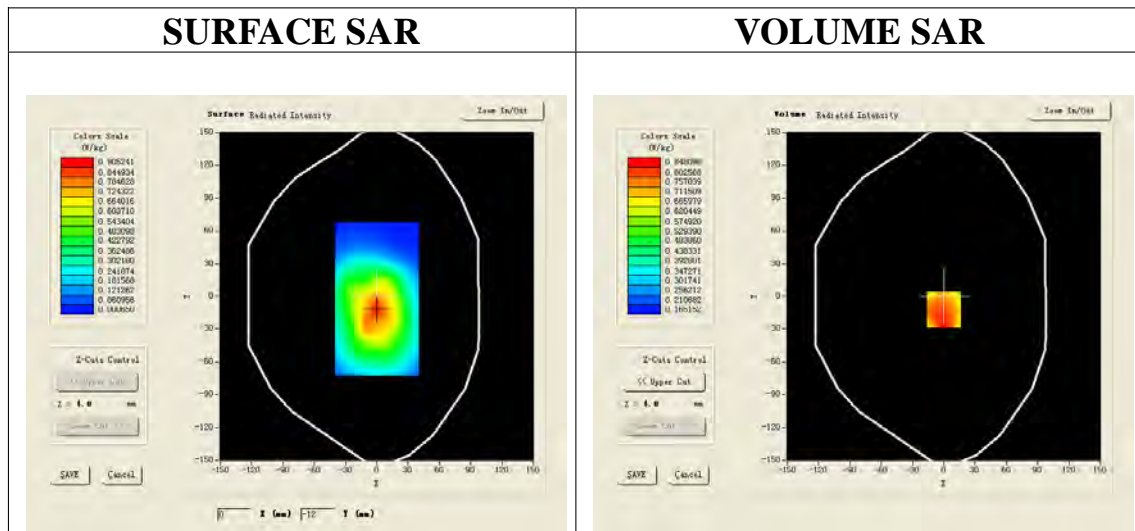 SURFACE SAR
VOLUME SAR
Surface Radiated Intensity
Zoom In/Out
Colors Scale
(W/kg)
0.905241
0.844934
0.784628
0.724322
0.664016
0.603710
0.543404
0.483098
0.422792
0.362486
0.302180
0.241874
0.181568
0.121262
0.060956
0.000650
150
120
90
60
30
0
-30
-60
-90
-120
-150
-150 -120 -90 -60 -30 0 30 60 90 120 150
Z-Cuts Control
<< Upper Cut
Z = 4.0 mm
SAVE
Cancel
0 X (mm) -12 Y (mm)
Volume Radiated Intensity
Zoom In/Out
Colors Scale
(W/kg)
0.848098
0.802568
0.757039
0.711509
0.665979
0.620449
0.574920
0.529390
0.483860
0.438331
0.392801
0.347271
0.301741
0.256212
0.210682
0.165152
150
120
90
60
30
0
-30
-60
-90
-120
-150
-150 -120 -90 -60 -30 0 30 60 90 120 150
Z-Cuts Control
<< Upper Cut
Z = 4.0 mm
SAVE
Cancel